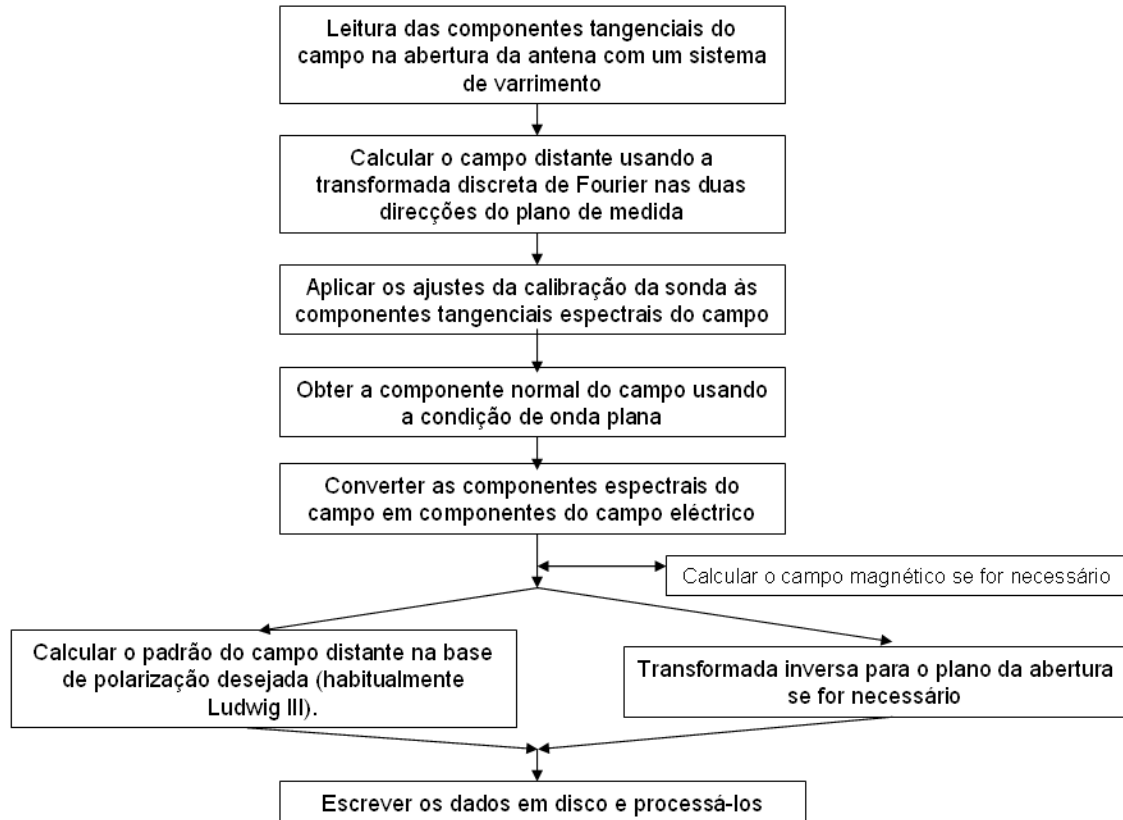 Leitura das componentes tangenciais do
campo na abertura da antena com um sistema
de varrimento
Calcular o campo distante usando a
transformada discreta de Fourier nas duas
direcções do plano de medida
Aplicar os ajustes da calibração da sonda às
componentes tangenciais espectrais do campo
Obter a componente normal do campo usando
a condição de onda plana
Converter as componentes espectrais do
campo em componentes do campo eléctrico
Calcular o campo magnético se for necessário
Calcular o padrão do campo distante na base
de polarização desejada (habitualmente
Ludwig III).
Transformada inversa para o plano da abertura
se for necessário
Escrever os dados em disco e processá-los